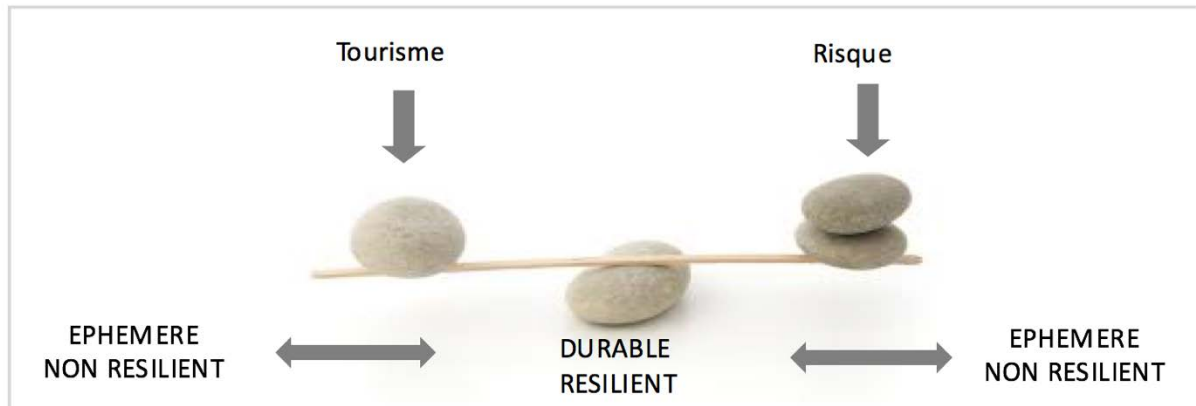 Tourisme
Risque
EPHEMERE
NON RESILIENT
DURABLE
RESILIENT
EPHEMERE
NON RESILIENT